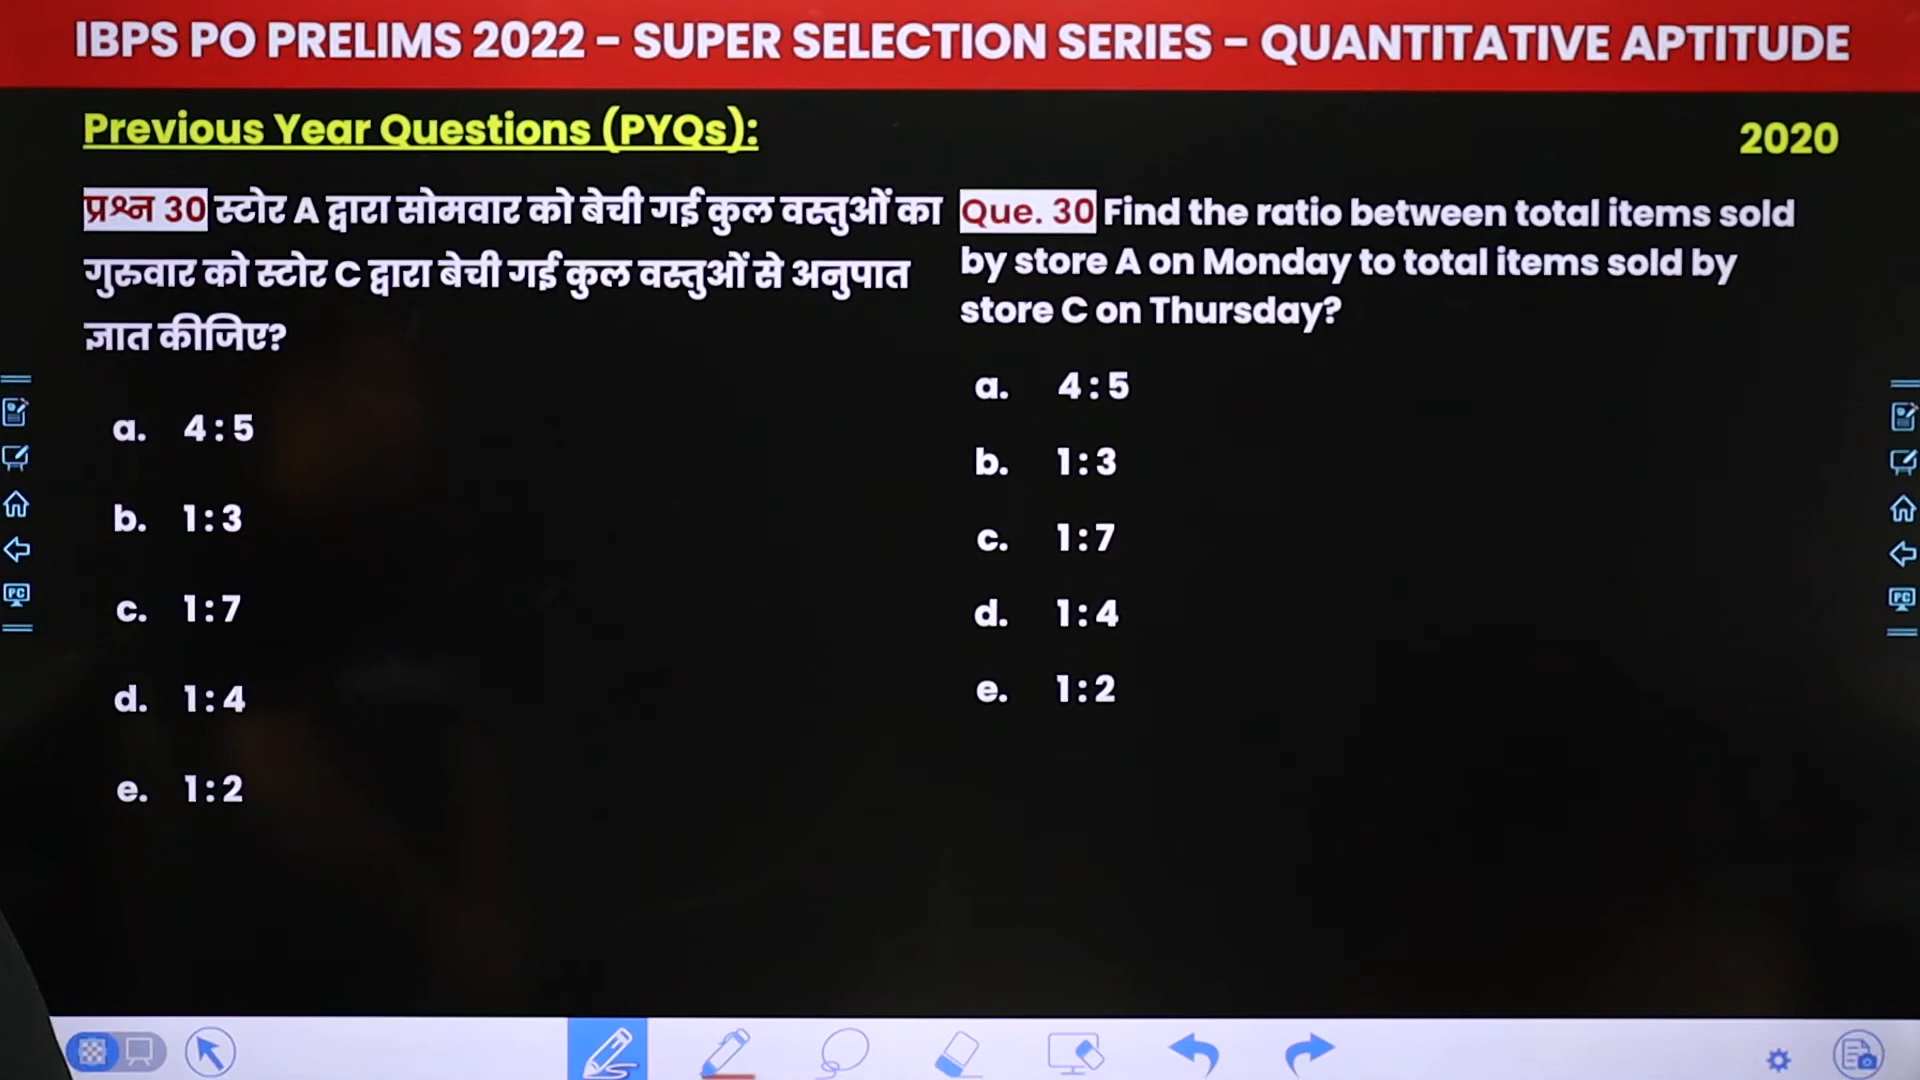 IBPS PO PRELIMS 2022 - SUPER SELECTION SERIES - QUANTITATIVE APTITUDE
Previous Year Questions (PYQs):
2020
प्रश्न 30 स्टोर A द्वारा सोमवार को बेची गई कुल वस्तुओं का
गुरुवार को स्टोर C द्वारा बेची गई कुल वस्तुओं से अनुपात
ज्ञात कीजिए?
a. 4 : 5
b. 1 : 3
c. 1 : 7
d. 1 : 4
e. 1 : 2
Que. 30 Find the ratio between total items sold
by store A on Monday to total items sold by
store C on Thursday?
a. 4 : 5
b. 1 : 3
c. 1 : 7
d. 1 : 4
e. 1 : 2
PC
PC